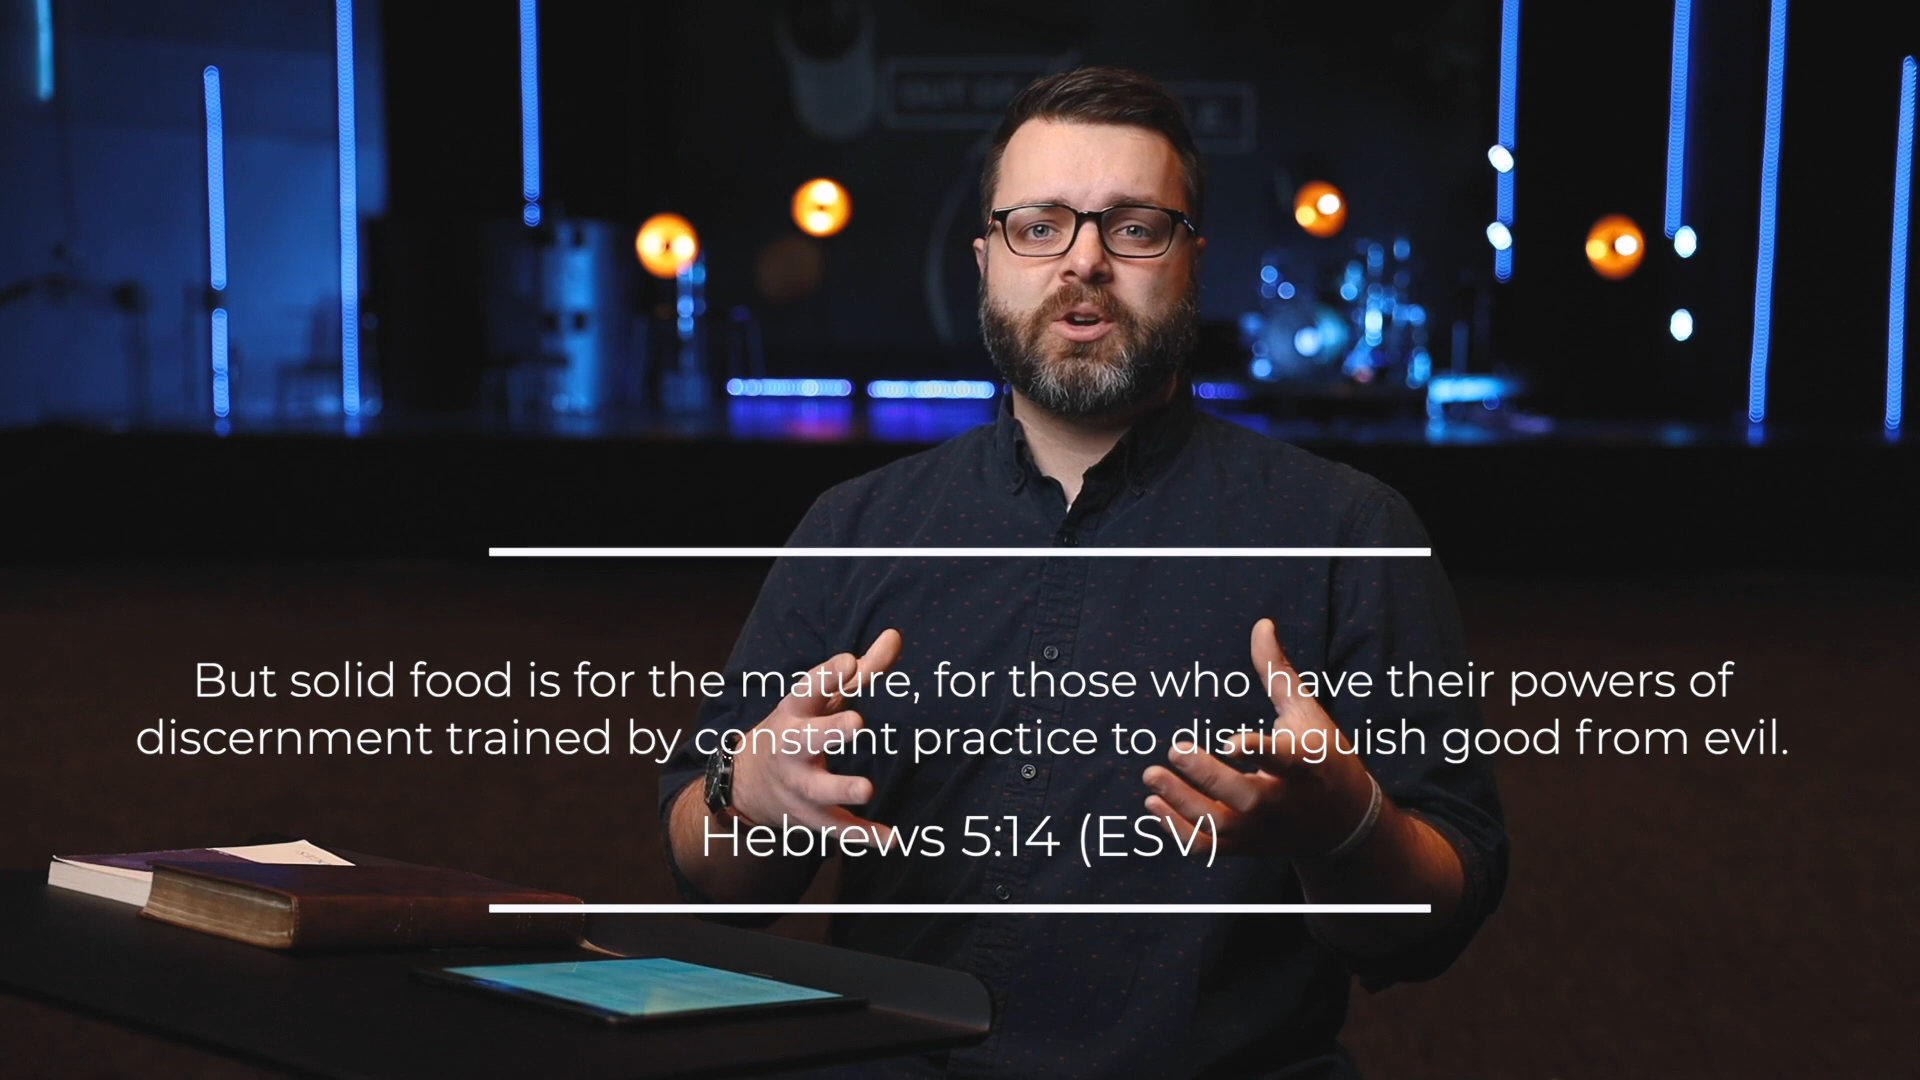 But solid food is for the mature, for those who have their powers of
discernment trained by constant practice to distinguish good from evil.
Hebrews 5:14 (ESV)